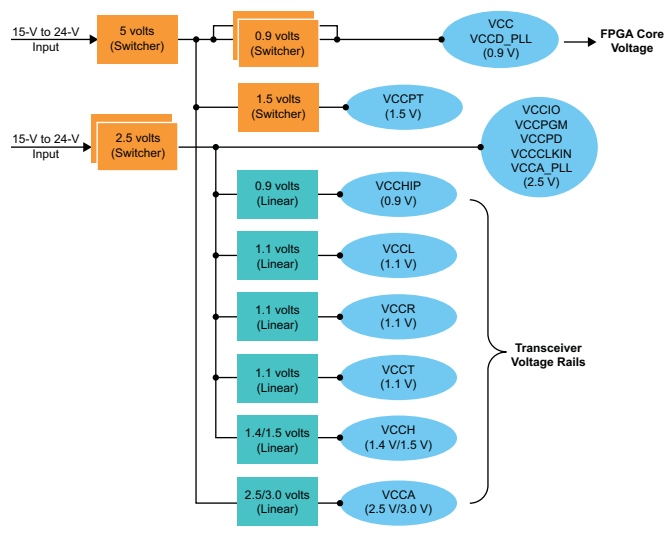 15-V to 24-V
Input
5 volts
(Switcher)
0.9 volts
(Switcher)
VCC
VCCD_PLL
(0.9 V)
FPGA Core
Voltage
1.5 volts
(Switcher)
VCCPT
(1.5 V)
15-V to 24-V
Input
2.5 volts
(Switcher)
VCCIO
VCCPGM
VCCPD
VCCCLKIN
VCCA_PLL
(2.5 V)
0.9 volts
(Linear)
VCCHIP
(0.9 V)
1.1 volts
(Linear)
VCCL
(1.1 V)
1.1 volts
(Linear)
VCCR
(1.1 V)
1.1 volts
(Linear)
VCCT
(1.1 V)
1.4/1.5 volts
(Linear)
VCCH
(1.4 V/1.5 V)
2.5/3.0 volts
(Linear)
VCCA
(2.5 V/3.0 V)
Transceiver
Voltage Rails